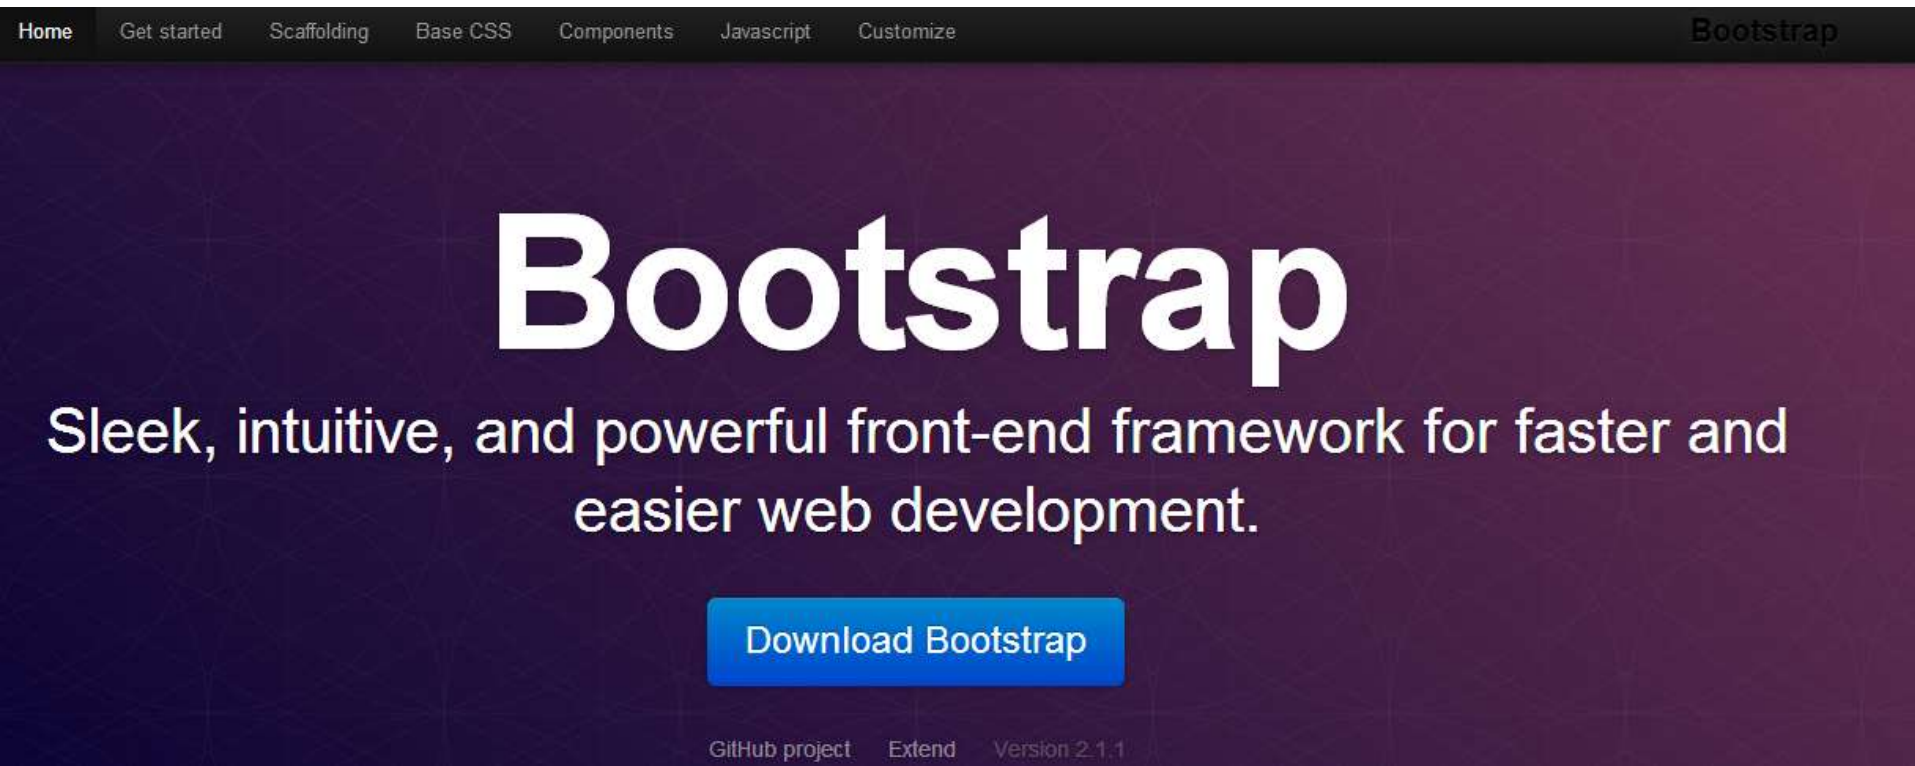 Home Get started Scaffolding Base CSS Components Javascript Customize Bootstrap
Bootstrap
Sleek, intuitive, and powerful front-end framework for faster and
easier web development.
Download Bootstrap
GitHub project Extend Version 2.1.1